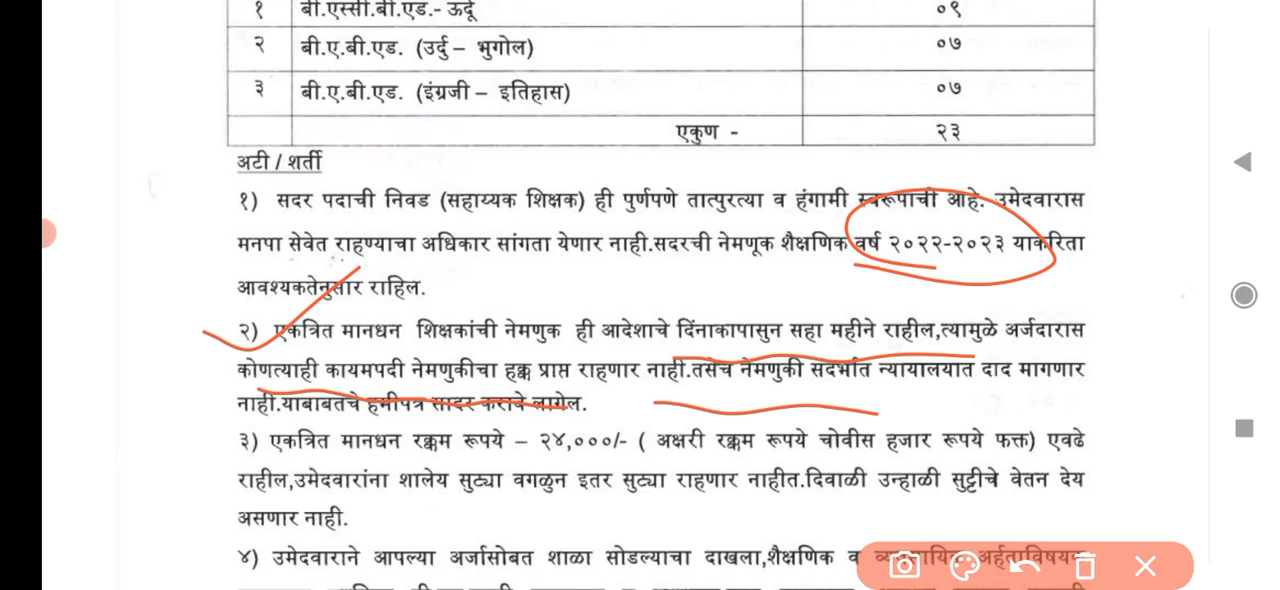 १ बी.एस्सी.बी.एड.- ऊर्दू ०९
२ बी.ए.बी.एड. (उर्दु – भुगोल) ०७
३ बी.ए.बी.एड. (इंग्रजी – इतिहास) ०७
एकुण - २३
अटी / शर्ती
१) सदर पदाची निवड (सहाय्यक शिक्षक) ही पुर्णपणे तात्पुरत्या व हंगामी स्वरूपाची आहे. उमेदवारास
मनपा सेवेत राहण्याचा अधिकार सांगता येणार नाही.सदरची नेमणूक शैक्षणिक वर्ष २०२२-२०२३ याकरिता
आवश्यकतेनुसार राहिल.
२) एकत्रित मानधन शिक्षकांची नेमणुक ही आदेशाचे दिंनाकापासुन सहा महीने राहील,त्यामुळे अर्जदारास
कोणत्याही कायमपदी नेमणुकीचा हक्क प्राप्त राहणार नाही.तसेच नेमणुकी सदर्भात न्यायालयात दाद मागणार
नाही.याबाबतचे हमीपत्र सादर करावे लागेल.
३) एकत्रित मानधन रक्कम रूपये – २४,०००/- ( अक्षरी रक्कम रूपये चोवीस हजार रूपये फक्त) एवढे
राहील,उमेदवारांना शालेय सुट्या वगळुन इतर सुट्या राहणार नाहीत.दिवाळी उन्हाळी सुट्टीचे वेतन देय
असणार नाही.
४) उमेदवाराने आपल्या अर्जासोबत शाळा सोडल्याचा दाखला,शैक्षणिक व